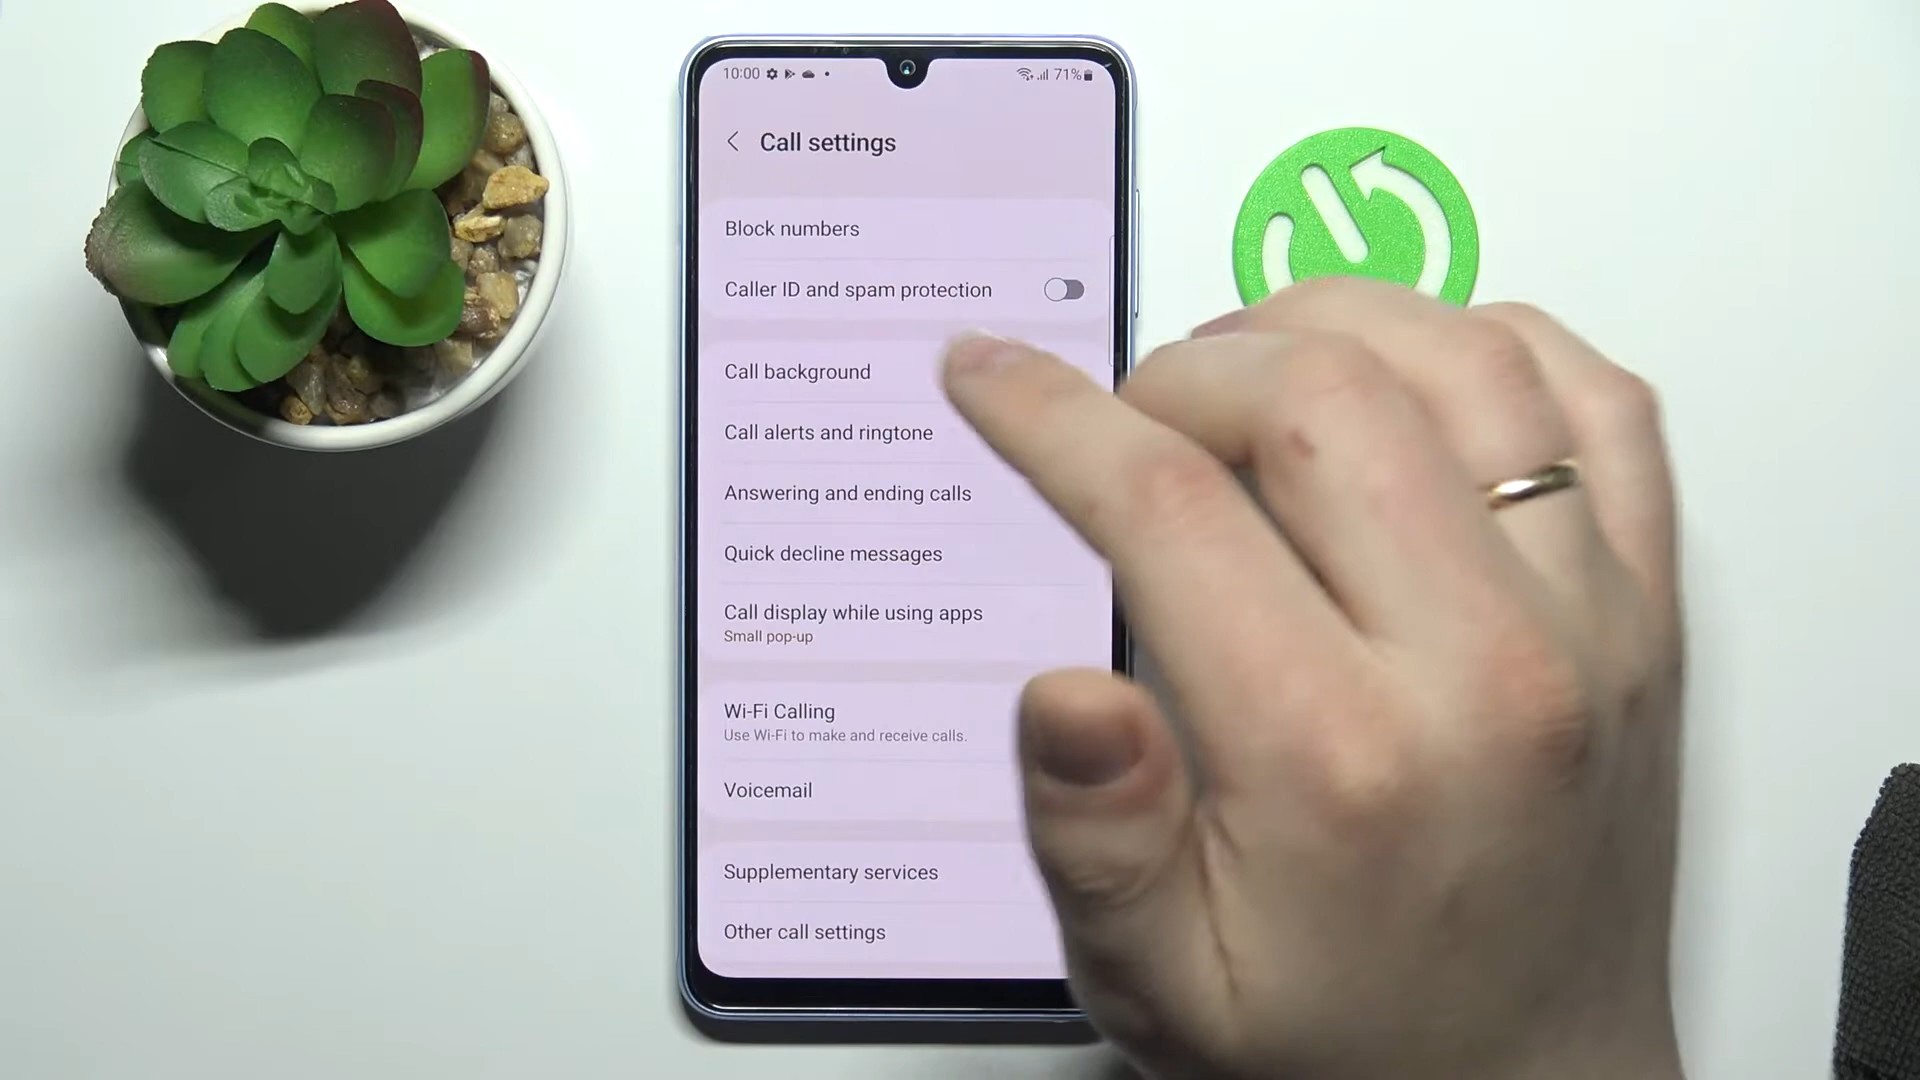 10:00 71%
Call settings
Block numbers
Caller ID and spam protection
Call background
Call alerts and ringtone
Answering and ending calls
Quick decline messages
Call display while using apps
Small pop-up
Wi-Fi Calling
Use Wi-Fi to make and receive calls.
Voicemail
Supplementary services
Other call settings